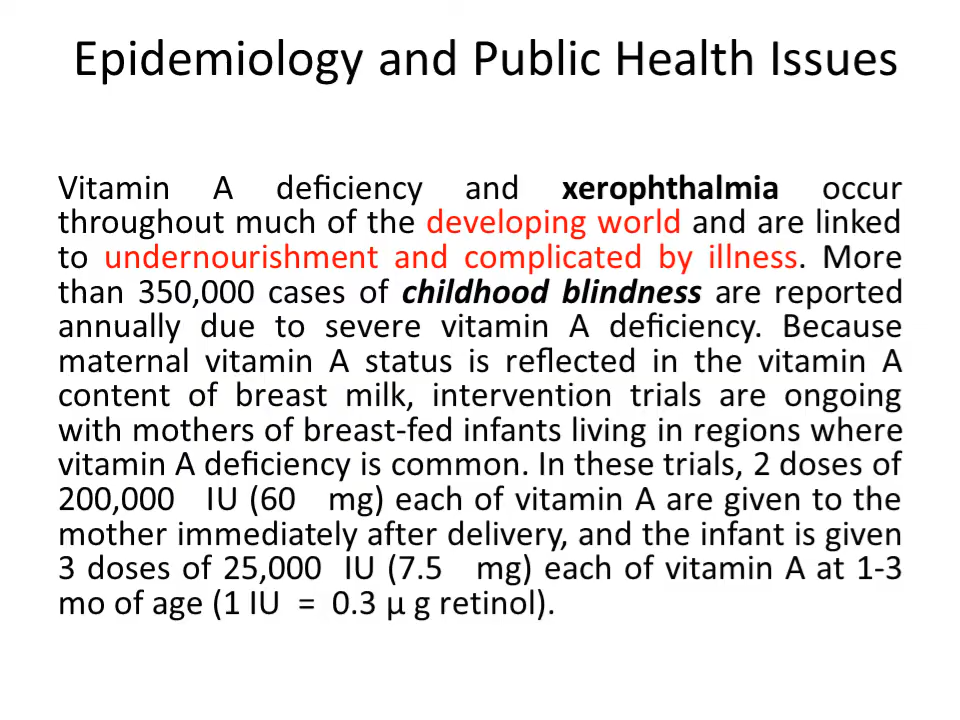 Epidemiology and Public Health Issues
Vitamin A deficiency and xerophthalmia occur
throughout much of the developing world and are linked
to undernourishment and complicated by illness. More
than 350,000 cases of childhood blindness are reported
annually due to severe vitamin A deficiency. Because
maternal vitamin A status is reflected in the vitamin A
content of breast milk, intervention trials are ongoing
with mothers of breast-fed infants living in regions where
vitamin A deficiency is common. In these trials, 2 doses of
200,000 IU (60 mg) each of vitamin A are given to the
mother immediately after delivery, and the infant is given
3 doses of 25,000 IU (7.5 mg) each of vitamin A at 1-3
mo of age (1 IU = 0.3 µ g retinol).